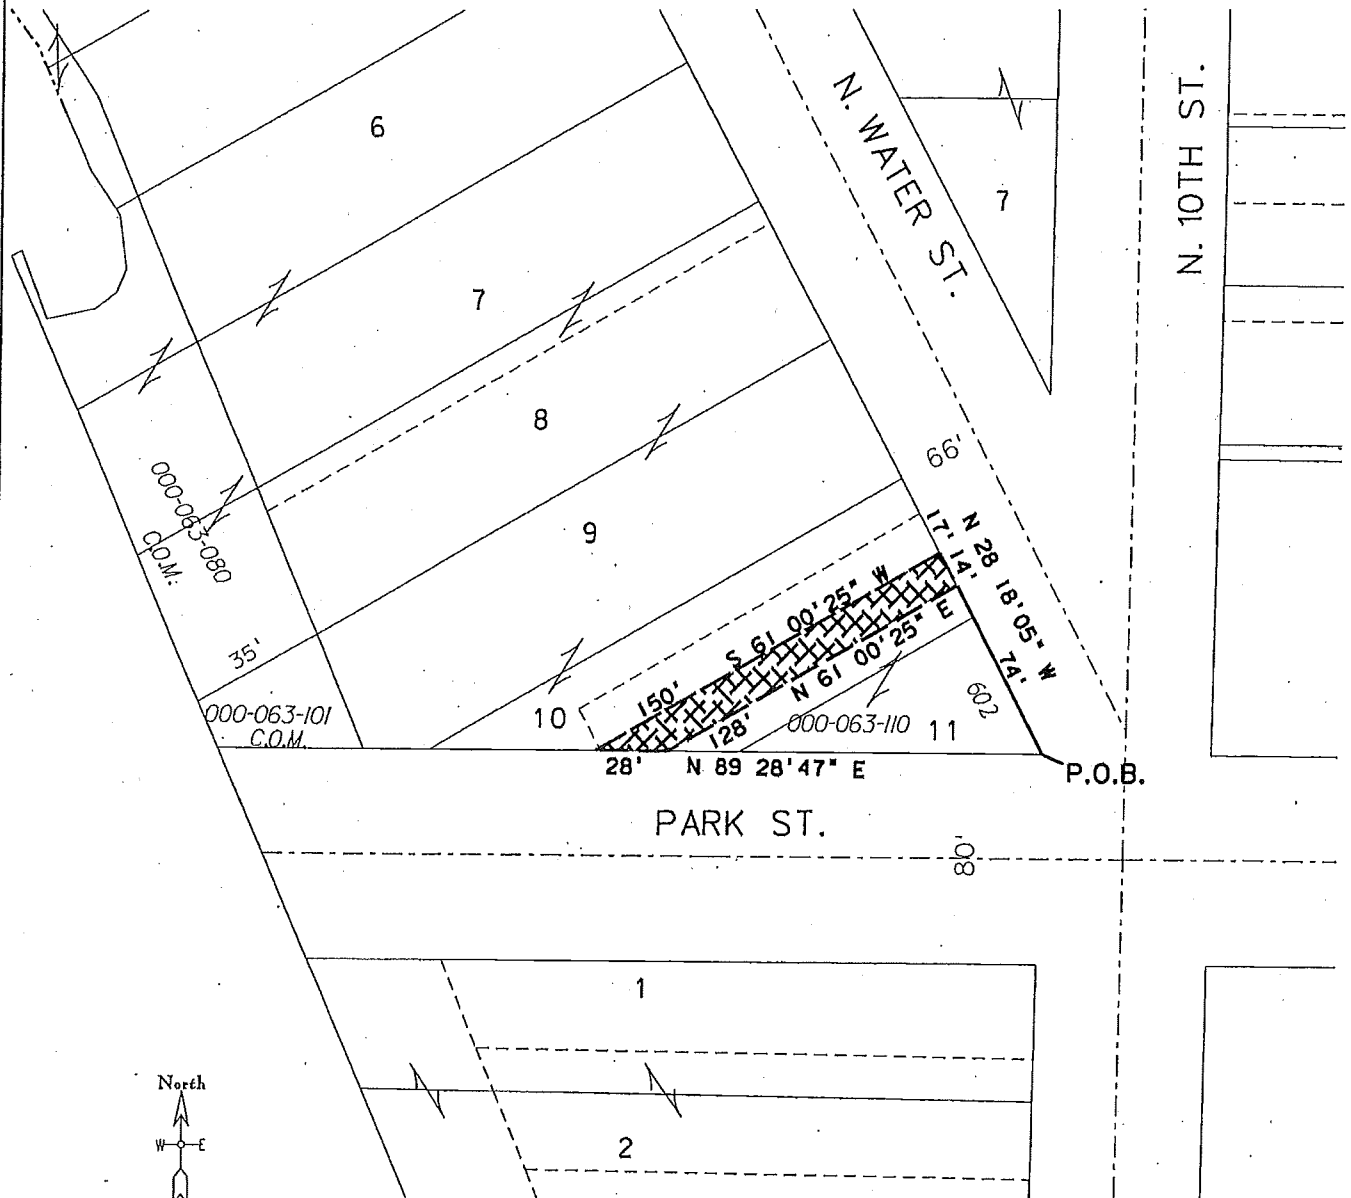 6
7
8
9
10
11
7
N. WATER ST.
N. 10TH ST.
66'
000-063-080
C.O.M.
35'
000-063-101
C.O.M.
S 61 00'25" W
150'
N 61 00'25" E
128'
17'
14'
N 28 18'05" W
74'
602
000-063-110
28'
N 89 28'47" E
P.O.B.
PARK ST.
80'
1
2
North
W E